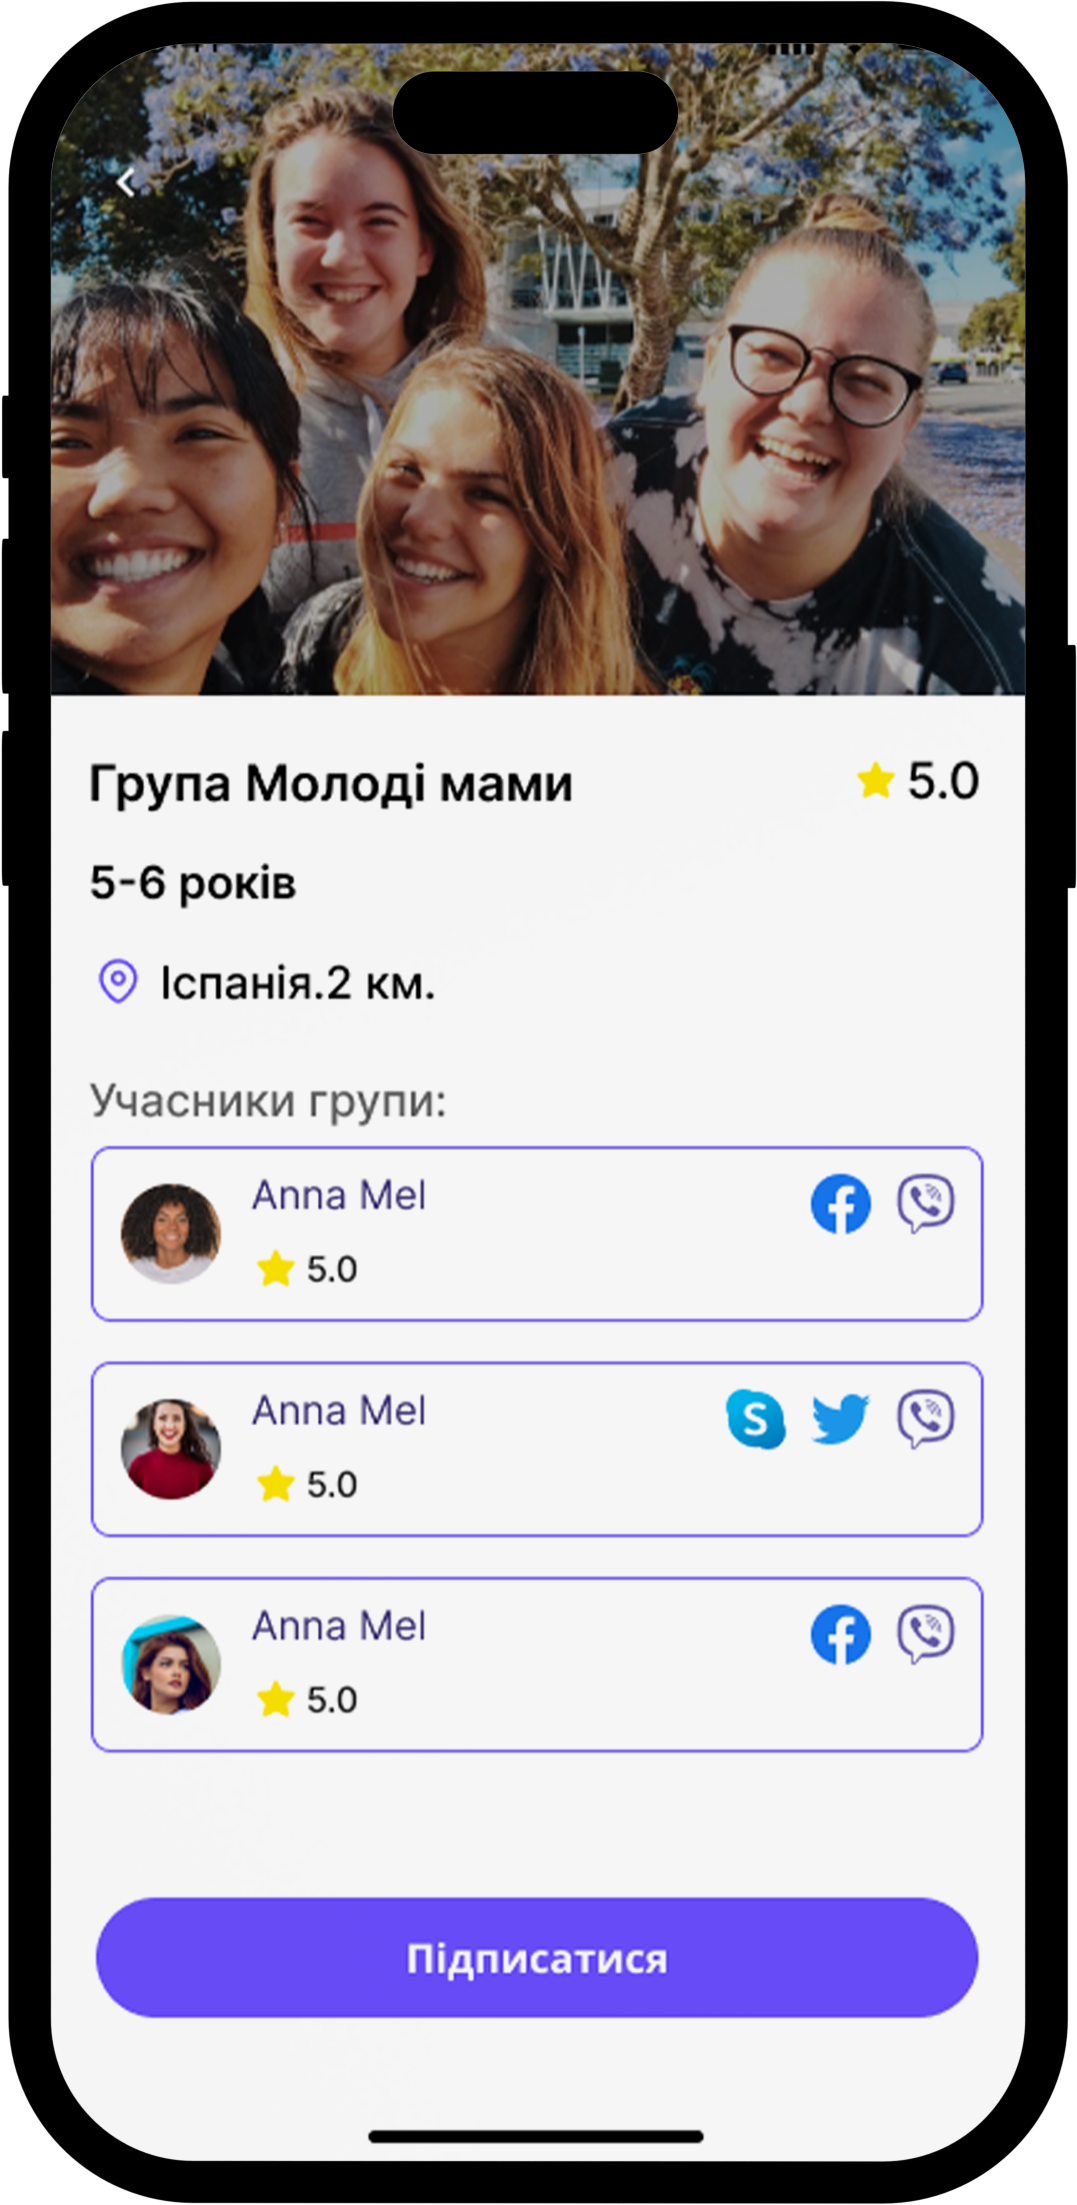 Група Молоді мами
5.0
5-6 років
Іспанія.2 км.
Учасники групи:
Anna Mel
5.0
Anna Mel
S
5.0
Anna Mel
5.0
Підписатися